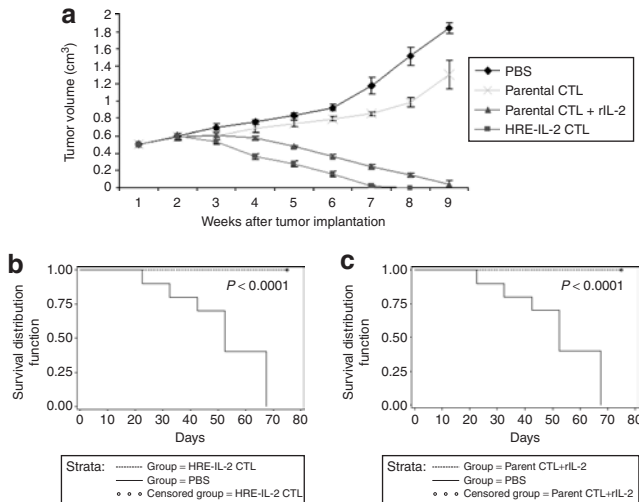 a
Tumor volume (cm3)
2
1.8
1.6
1.4
1.2
1
0.8
0.6
0.4
0.2
0
1 2 3 4 5 6 7 8 9
Weeks after tumor implantation
PBS
Parental CTL
Parental CTL + rIL-2
HRE-IL-2 CTL
b
Survival distribution
function
1.00
0.75
0.50
0.25
0.00
P < 0.0001
0 10 20 30 40 50 60 70 80
Days
Strata:
Group = HRE-IL-2 CTL
Group = PBS
Censored group = HRE-IL-2 CTL
c
Survival distribution
function
1.00
0.75
0.50
0.25
0.00
P < 0.0001
0 10 20 30 40 50 60 70 80
Days
Strata:
Group = Parent CTL+rIL-2
Group = PBS
Censored group = Parent CTL+rIL-2